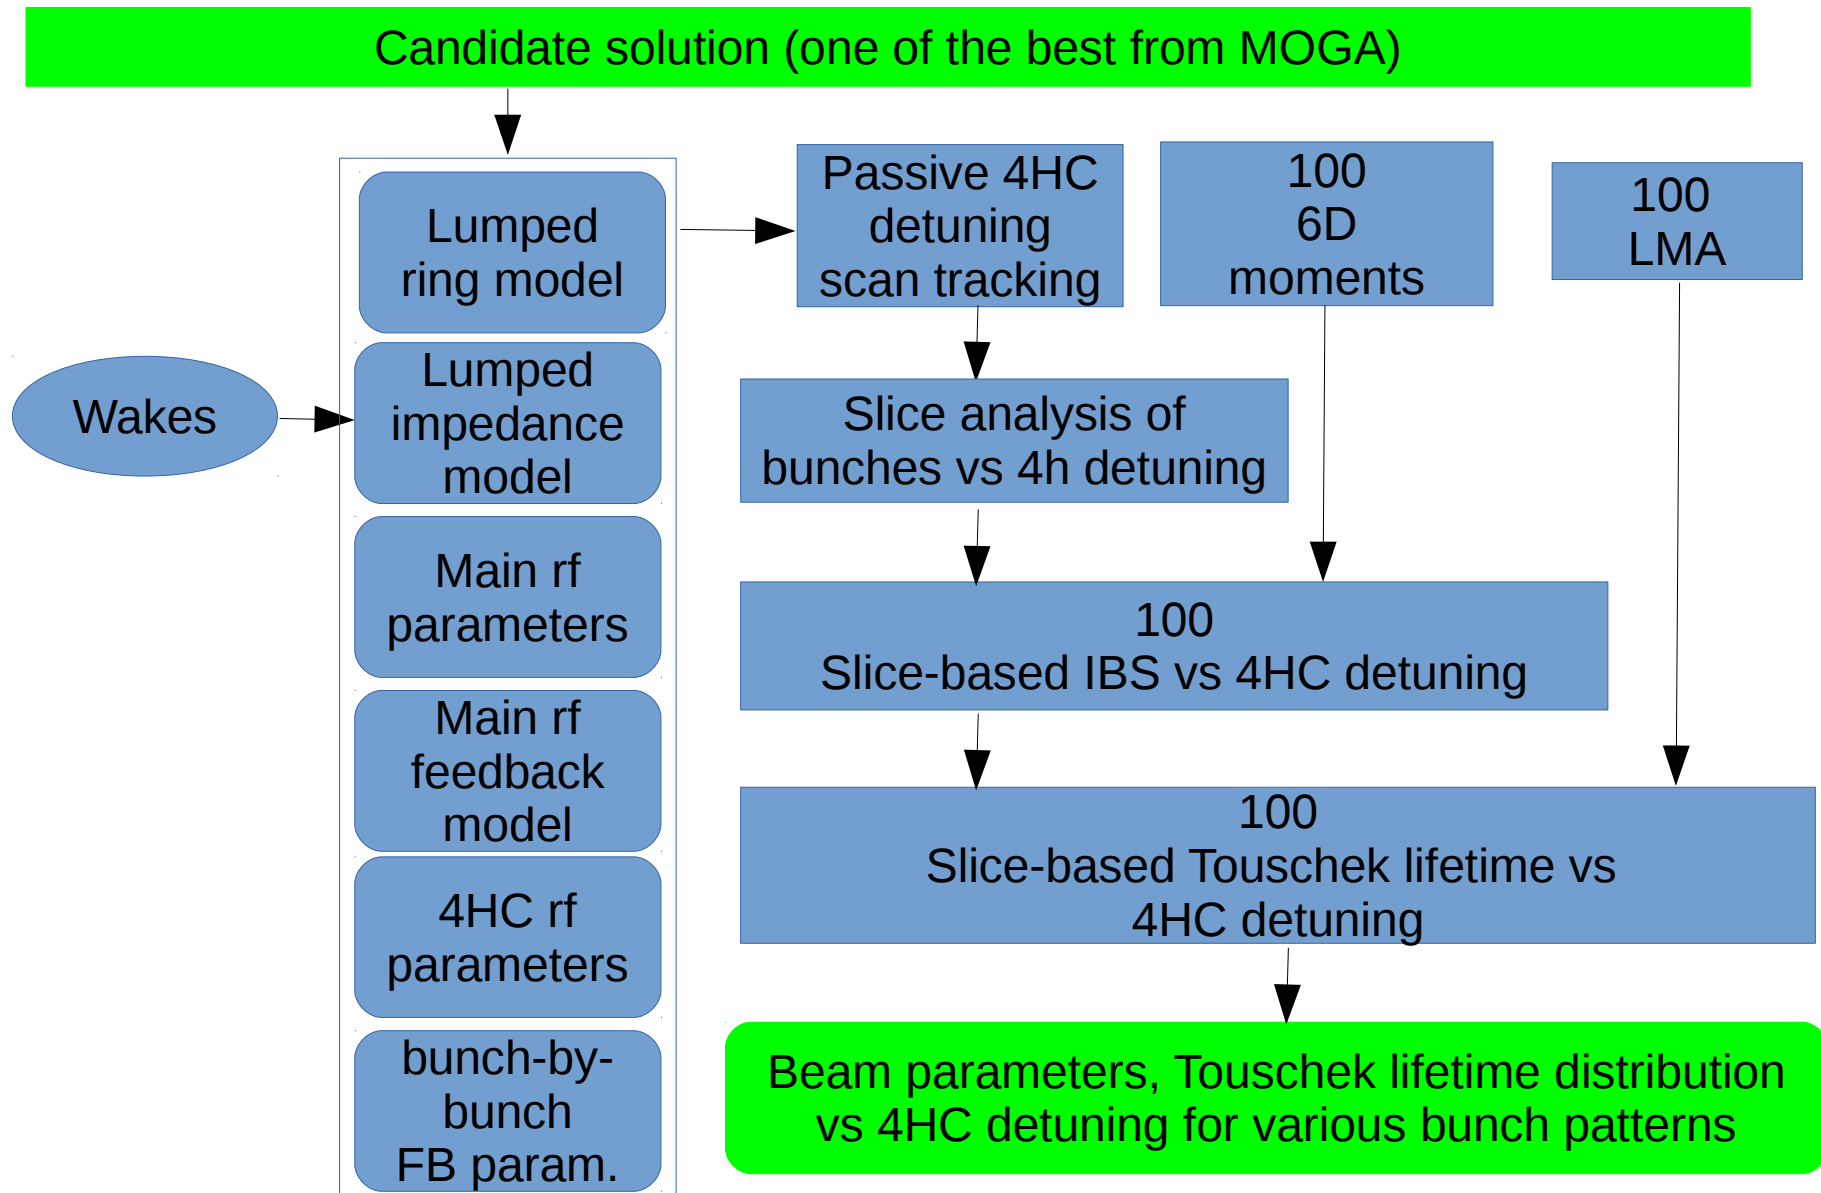 Candidate solution (one of the best from MOGA)
Lumped
ring model
Passive 4HC
detuning
scan tracking
100
6D
moments
100
LMA
Wakes
Lumped
impedance
model
Slice analysis of
bunches vs 4h detuning
Main rf
parameters
100
Slice-based IBS vs 4HC detuning
Main rf
feedback
model
100
Slice-based Touschek lifetime vs
4HC detuning
4HC rf
parameters
bunch-by-
bunch
FB param.
Beam parameters, Touschek lifetime distribution
vs 4HC detuning for various bunch patterns